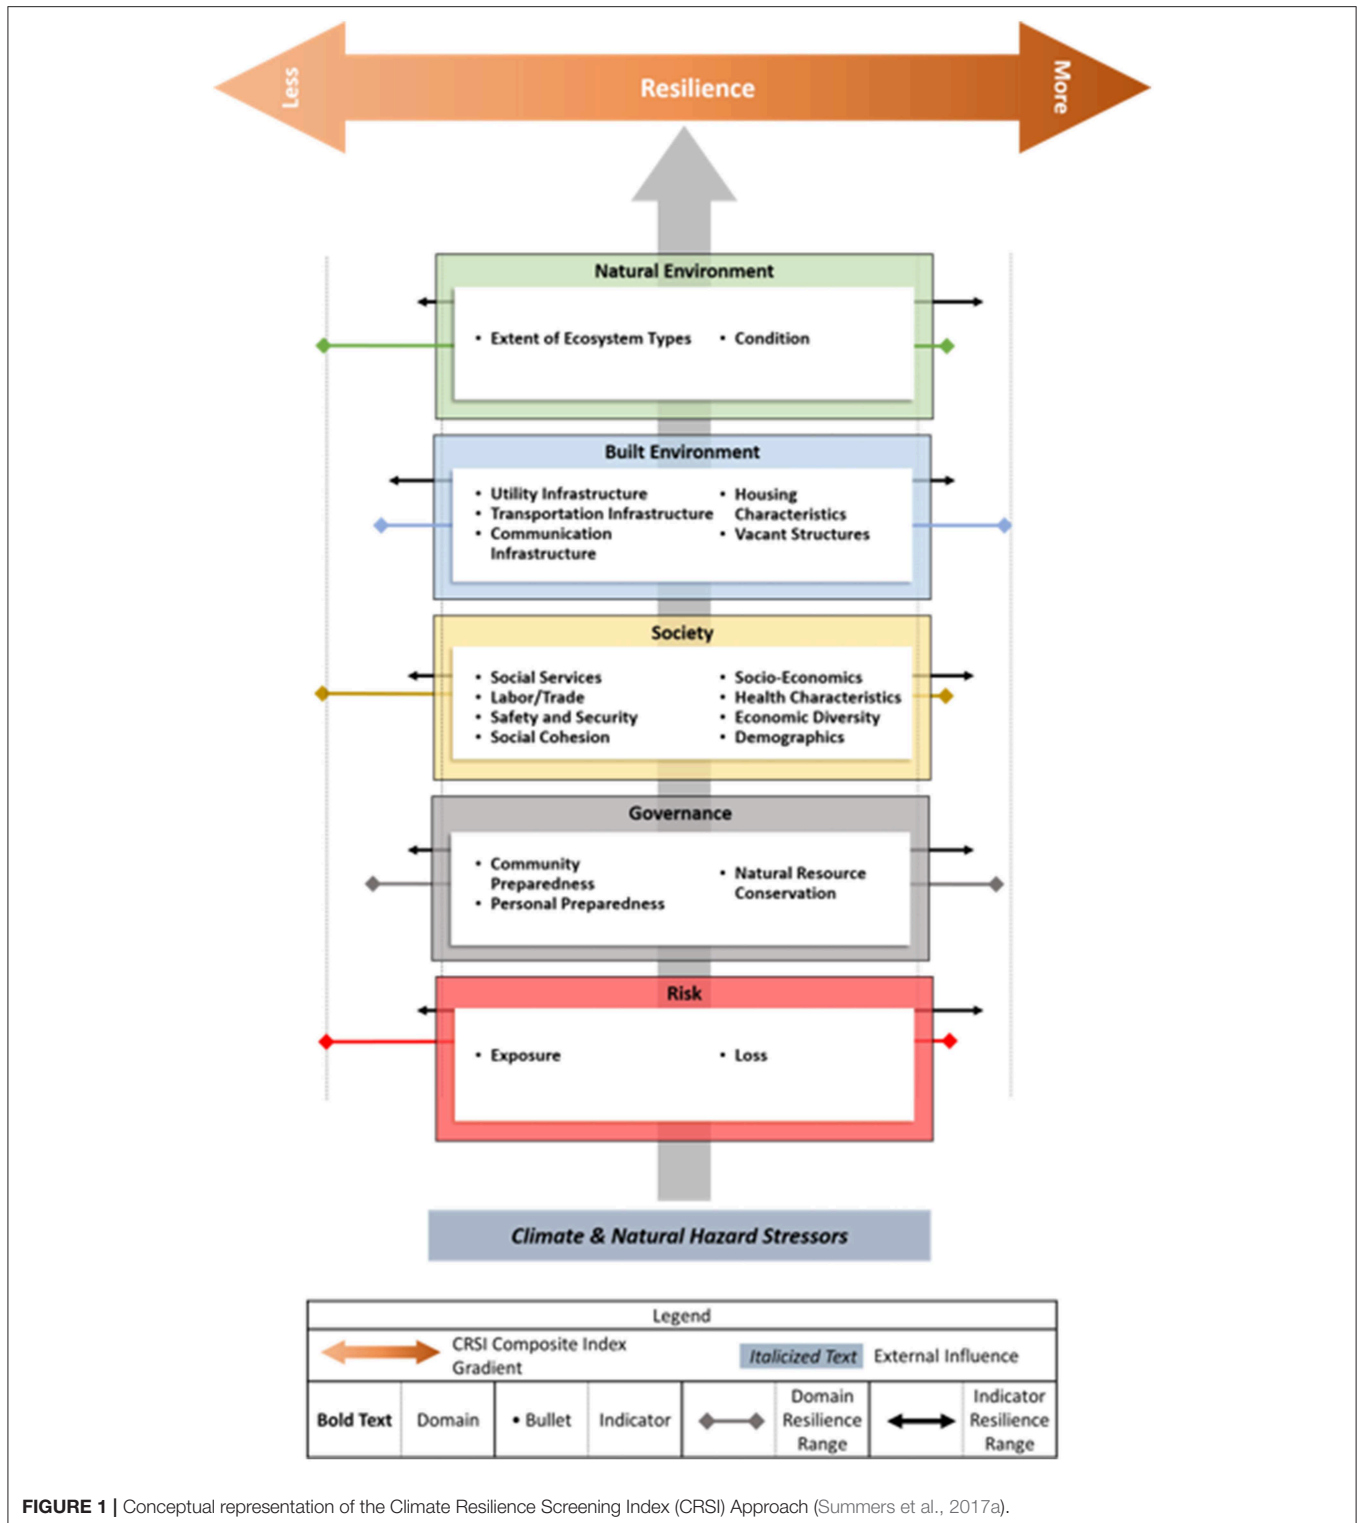 Less
Resilience
More
Natural Environment
• Extent of Ecosystem Types
• Condition
Built Environment
• Utility Infrastructure
• Transportation Infrastructure
• Communication
Infrastructure
• Housing
Characteristics
• Vacant Structures
Society
• Social Services
• Labor/Trade
• Safety and Security
• Social Cohesion
• Socio-Economics
• Health Characteristics
• Economic Diversity
• Demographics
Governance
• Community
Preparedness
• Personal Preparedness
• Natural Resource
Conservation
Risk
• Exposure
• Loss
Climate & Natural Hazard Stressors
Legend
CRSI Composite Index
Gradient
Italicized Text
External Influence
Bold Text
Domain
• Bullet
Indicator
Domain
Resilience
Range
Indicator
Resilience
Range
FIGURE 1 | Conceptual representation of the Climate Resilience Screening Index (CRSI) Approach (Summers et al., 2017a).